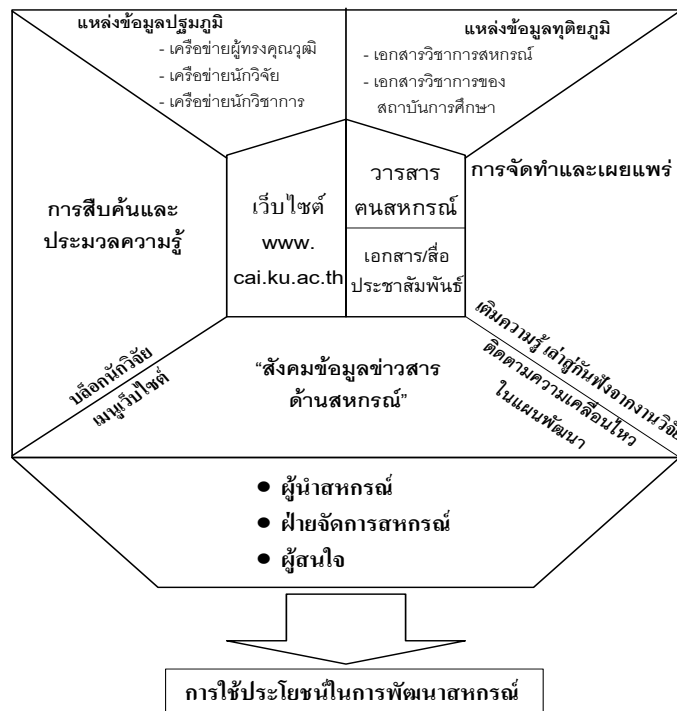 แหล่งข้อมูลปฐมภูมิ
- เครือข่ายผู้ทรงคุณวุฒิ
- เครือข่ายนักวิจัย
- เครือข่ายนักวิชาการ
แหล่งข้อมูลทุติยภูมิ
- เอกสารวิชาการสหกรณ์
- เอกสารวิชาการของ
สถาบันการศึกษา
การสืบค้นและ
ประมวลความรู้
เว็บไซต์
www.
cai.ku.ac.th
วารสาร
ฅนสหกรณ์
เอกสาร/สื่อ
ประชาสัมพันธ์
การจัดทำและเผยแพร่
บล็อกนักวิจัย
เมนูเว็บไซต์
“สังคมข้อมูลข่าวสาร
ด้านสหกรณ์”
เติมความรู้ เล่าสู่กันฟังจากงานวิจัย
ติดตามความเคลื่อนไหว
ในแผนพัฒนา
● ผู้นำสหกรณ์
● ฝ่ายจัดการสหกรณ์
● ผู้สนใจ
การใช้ประโยชน์ในการพัฒนาสหกรณ์